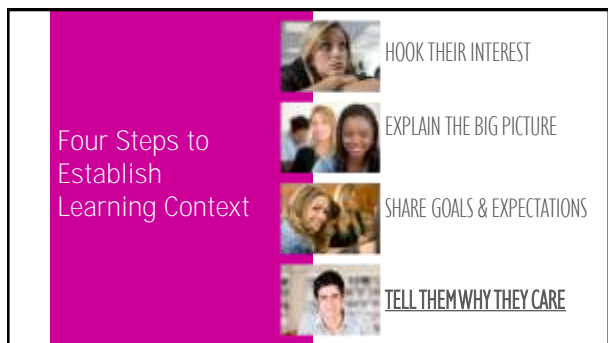 Four Steps to
Establish
Learning Context
HOOK THEIR INTEREST
EXPLAIN THE BIG PICTURE
SHARE GOALS & EXPECTATIONS
TELL THEM WHY THEY CARE